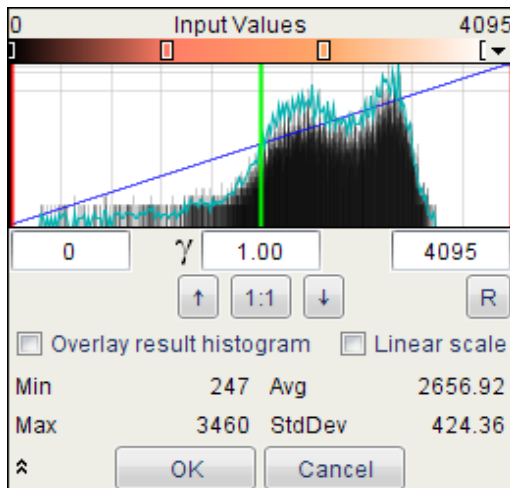 0 Input Values 4095
0 γ 1.00 4095
↑ 1:1 ↓ R
Overlay result histogram Linear scale
Min 247 Avg 2656.92
Max 3460 StdDev 424.36
OK Cancel